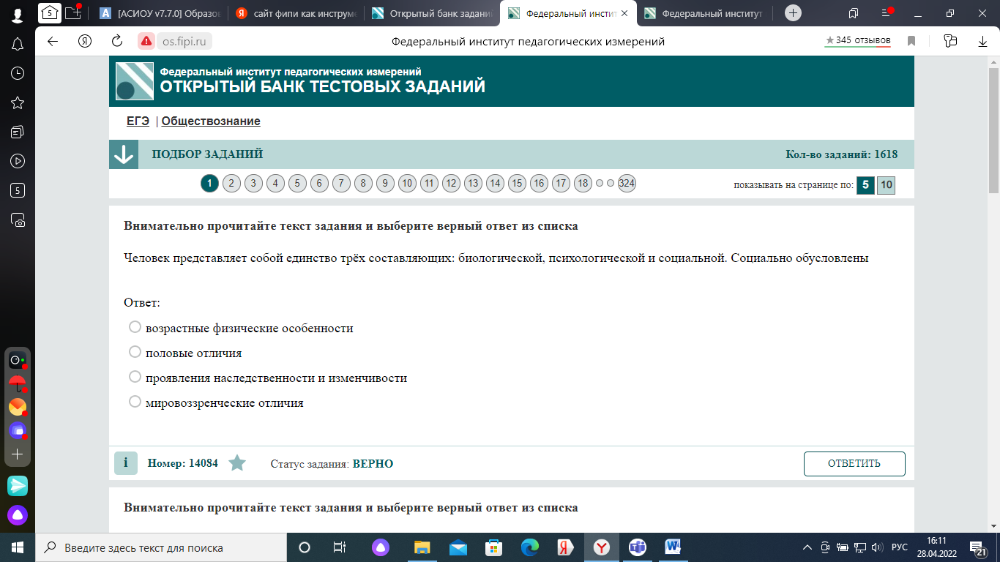 5
[АСИОУ v7.7.0] Образов
сайт фипи как инструме
Открытый банк задани
Федеральный инстит
Федеральный институт
os.fipi.ru
Федеральный институт педагогических измерений
345 отзывов
Федеральный институт педагогических измерений
ОТКРЫТЫЙ БАНК ТЕСТОВЫХ ЗАДАНИЙ
ЕГЭ | Обществознание
ПОДБОР ЗАДАНИЙ
Кол-во заданий: 1618
1 2 3 4 5 6 7 8 9 10 11 12 13 14 15 16 17 18 324
показывать на странице по: 5 10
5
Внимательно прочитайте текст задания и выберите верный ответ из списка
Человек представляет собой единство трёх составляющих: биологической, психологической и социальной. Социально обусловлены
Ответ:
возрастные физические особенности
половые отличия
проявления наследственности и изменчивости
мировоззренческие отличия
i
Номер: 14084
Статус задания: ВЕРНО
ОТВЕТИТЬ
Внимательно прочитайте текст задания и выберите верный ответ из списка
Введите здесь текст для поиска
РУС
16:11
28.04.2022
21